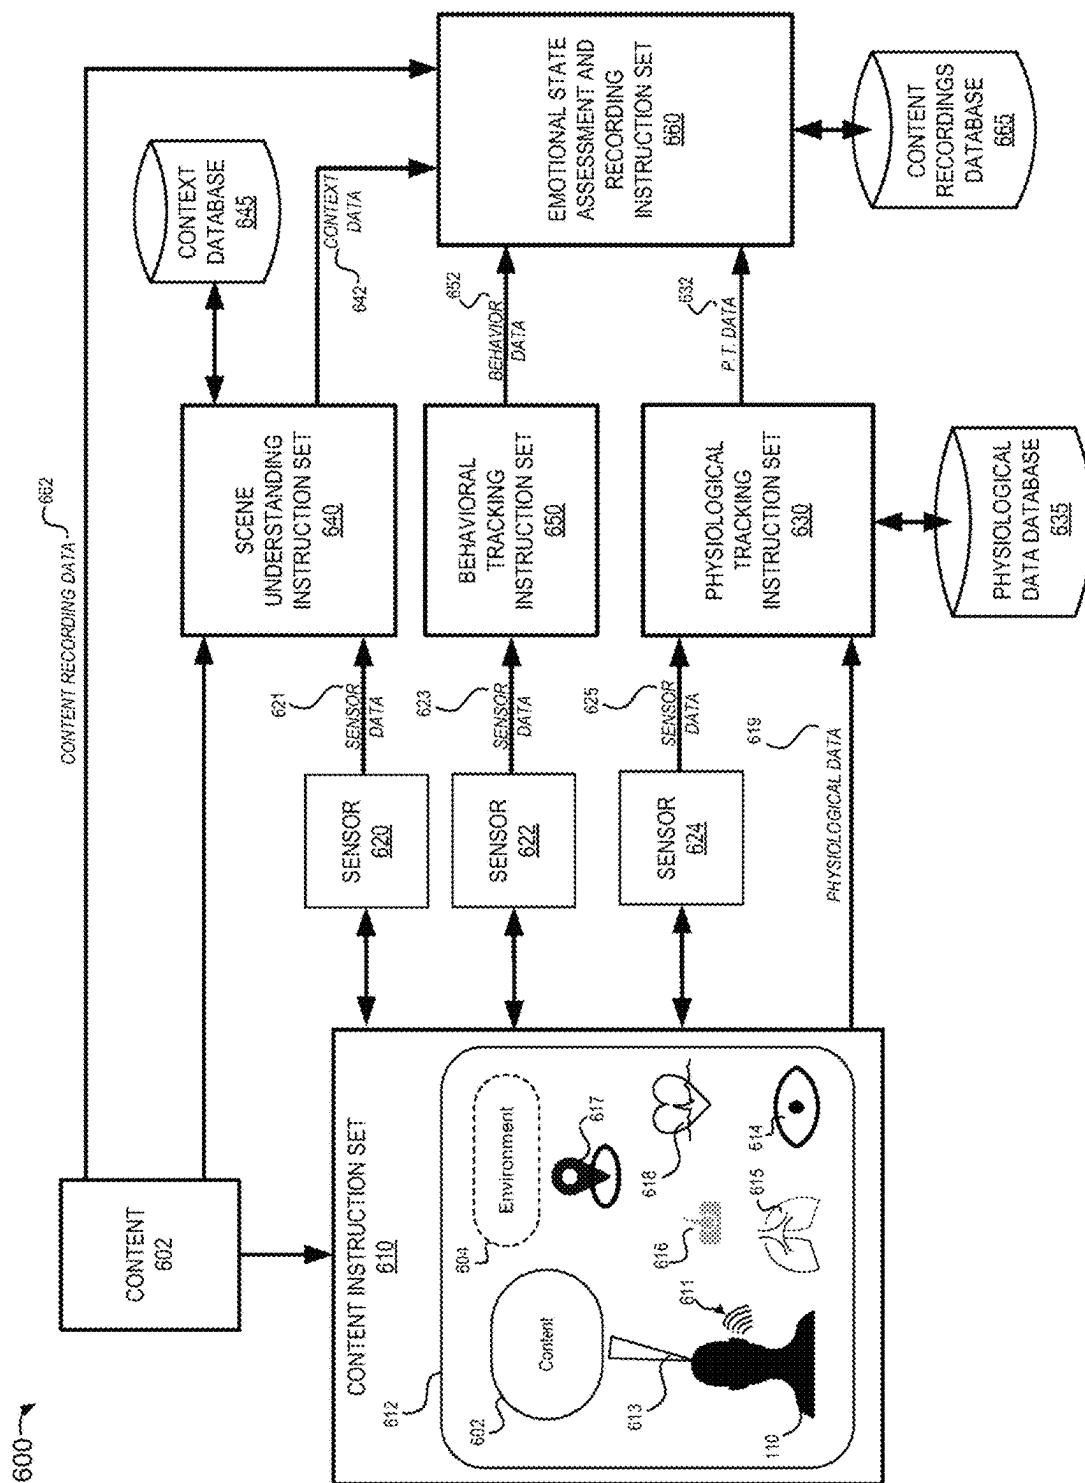 600
CONTENT
602
CONTENT RECORDING DATA
662
CONTENT INSTRUCTION SET
610
612
602
Content
604
Environment
613
110
611
616
617
618
615
614
SENSOR
620
SENSOR
622
SENSOR
624
621
SENSOR
DATA
623
SENSOR
DATA
625
SENSOR
DATA
619
PHYSIOLOGICAL DATA
SCENE
UNDERSTANDING
INSTRUCTION SET
640
BEHAVIORAL
TRACKING
INSTRUCTION SET
650
PHYSIOLOGICAL
TRACKING
INSTRUCTION SET
630
CONTEXT
DATABASE
645
PHYSIOLOGICAL
DATA DATABASE
635
642
CONTEXT
DATA
652
BEHAVIOR
DATA
632
P.T. DATA
EMOTIONAL STATE
ASSESSMENT AND
RECORDING
INSTRUCTION SET
660
CONTENT
RECORDINGS
DATABASE
665